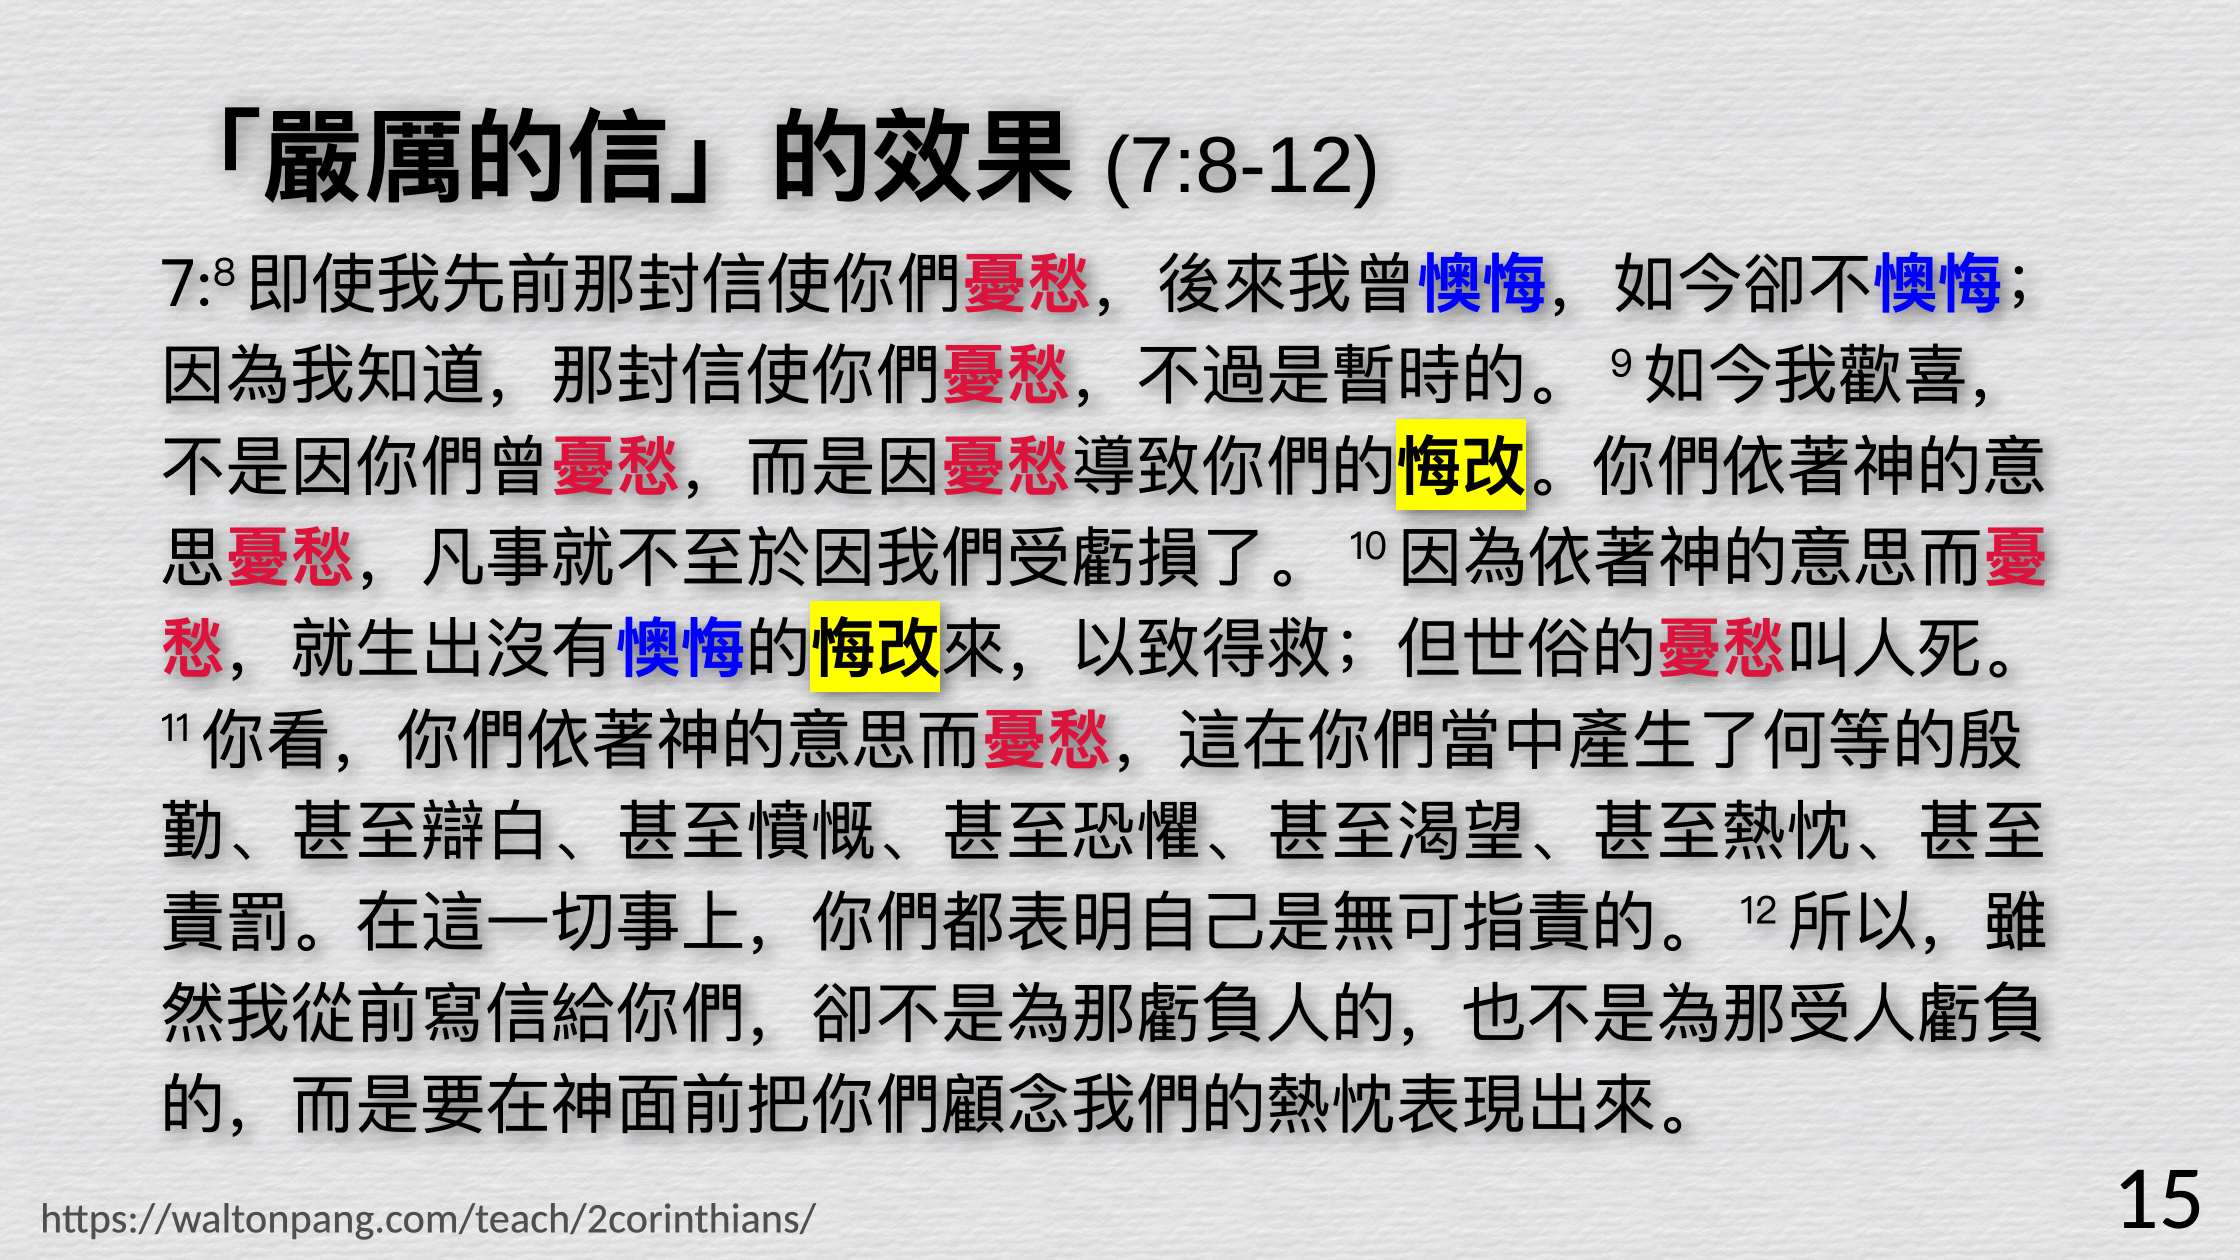 「嚴厲的信」的效果 (7:8-12)
7:8 即使我先前那封信使你們憂愁，後來我曾懊悔，如今卻不懊悔；
因為我知道，那封信使你們憂愁，不過是暫時的。 9 如今我歡喜，
不是因你們曾憂愁，而是因憂愁導致你們的悔改。你們依著神的意
思憂愁，凡事就不至於因我們受虧損了。 10 因為依著神的意思而憂
愁，就生出沒有懊悔的悔改來，以致得救；但世俗的憂愁叫人死。
11 你看，你們依著神的意思而憂愁，這在你們當中產生了何等的殷
勤、甚至辯白、甚至憤慨、甚至恐懼、甚至渴望、甚至熱忱、甚至
責罰。在這一切事上，你們都表明自己是無可指責的。 12 所以，雖
然我從前寫信給你們，卻不是為那虧負人的，也不是為那受人虧負
的，而是要在神面前把你們顧念我們的熱忱表現出來。
https://waltonpang.com/teach/2corinthians/
15